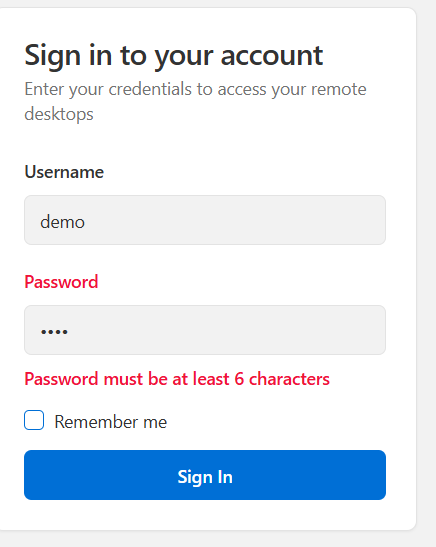 Sign in to your account
Enter your credentials to access your remote
desktops
Username
demo
Password
••••
Password must be at least 6 characters
Remember me
Sign In